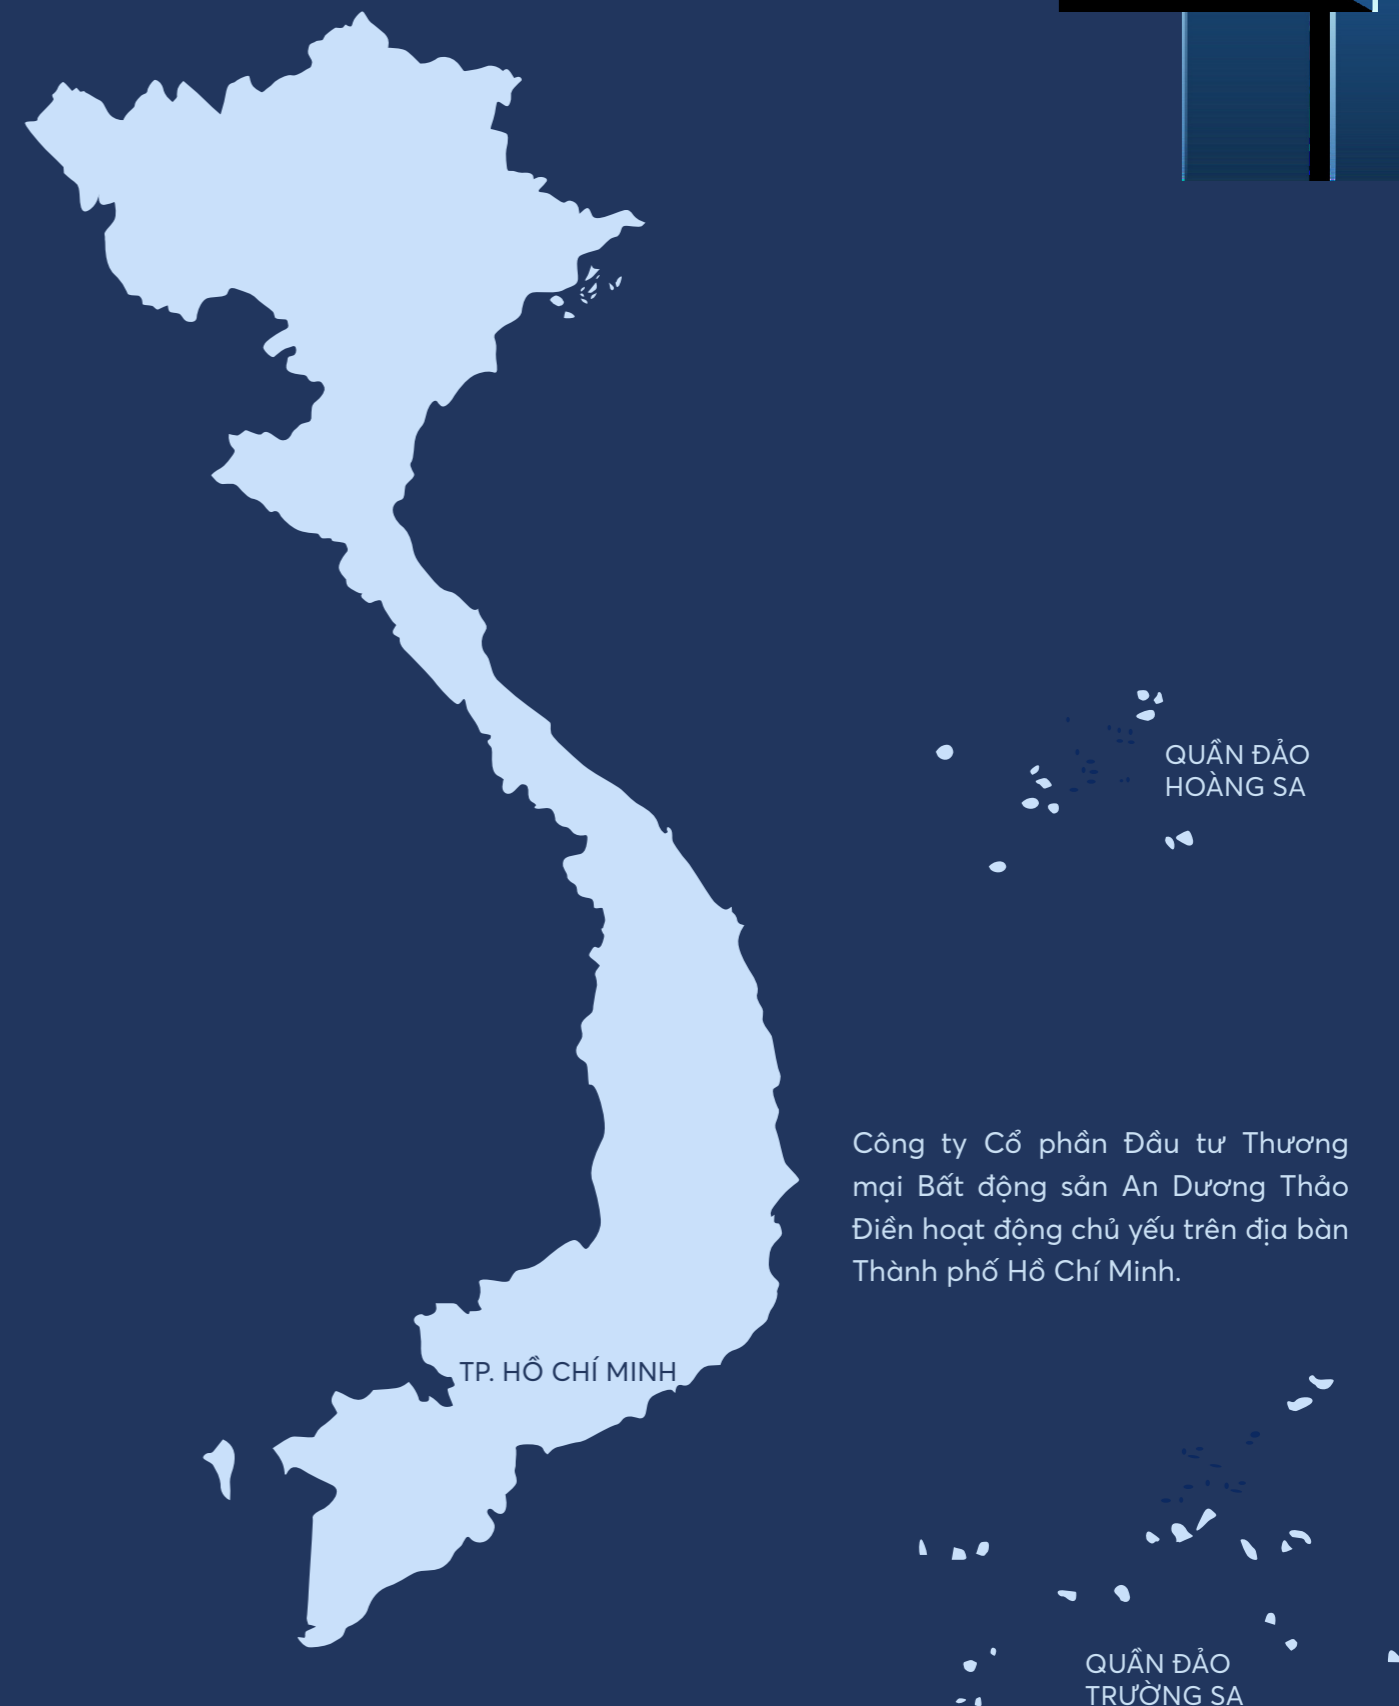 QUẦN ĐẢO
HOÀNG SA
Công ty Cổ phần Đầu tư Thương
mại Bất động sản An Dương Thảo
Điền hoạt động chủ yếu trên địa bàn
Thành phố Hồ Chí Minh.
TP. HỒ CHÍ MINH
QUẦN ĐẢO
TRƯỜNG SA